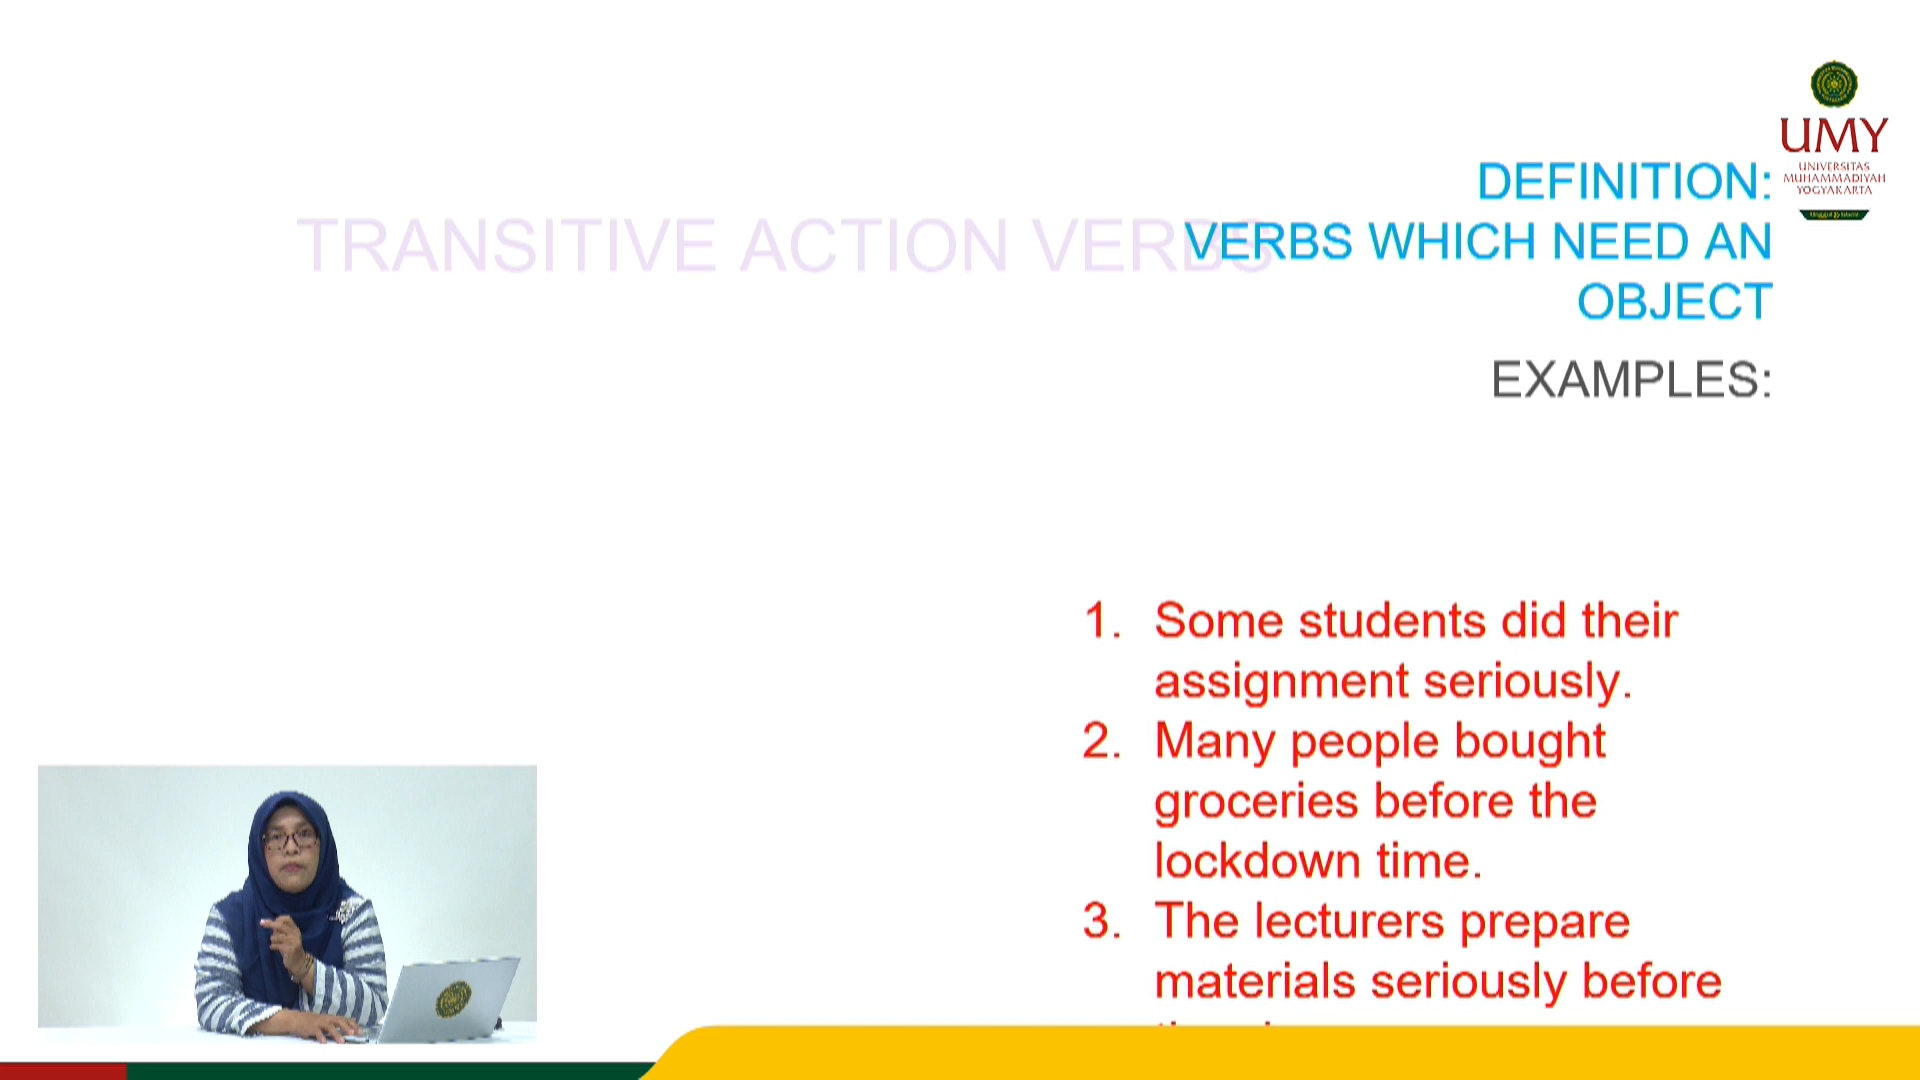 UMY
UNIVERSITAS
MUHAMMADIYAH
YOGYAKARTA
TRANSITIVE ACTION VERBS
DEFINITION:
VERBS WHICH NEED AN
OBJECT
EXAMPLES:
1. Some students did their
assignment seriously.
2. Many people bought
groceries before the
lockdown time.
3. The lecturers prepare
materials seriously before